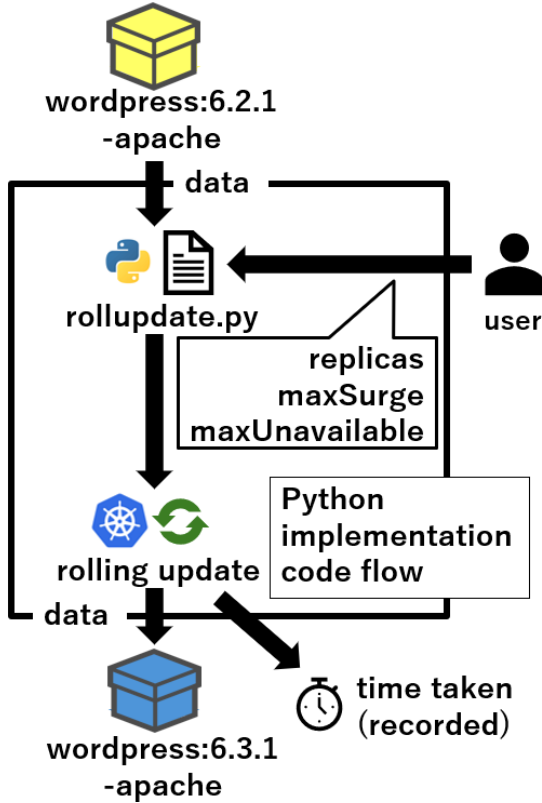 wordpress:6.2.1
-apache
data
rollupdate.py
user
replicas
maxSurge
maxUnavailable
Python
implementation
code flow
rolling update
data
time taken
(recorded)
wordpress:6.3.1
-apache